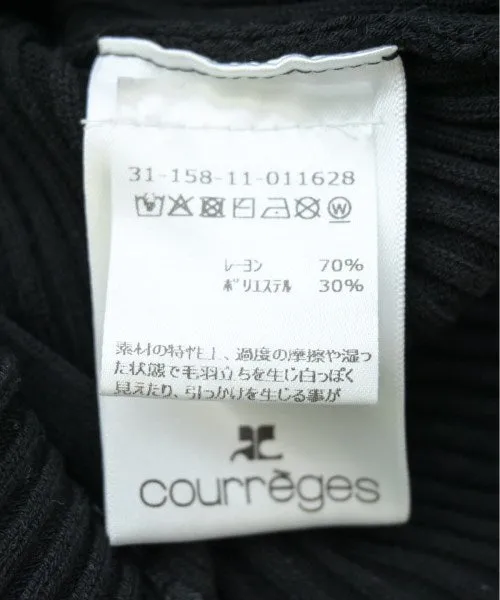 31-158-11-011628
レーヨン 70%
ポリエステル 30%
素材の特性上、過度の摩擦や湿っ
た状態で毛羽立ちを生じ白っぽく
見えたり、引っかけを生じる事が
courrèges